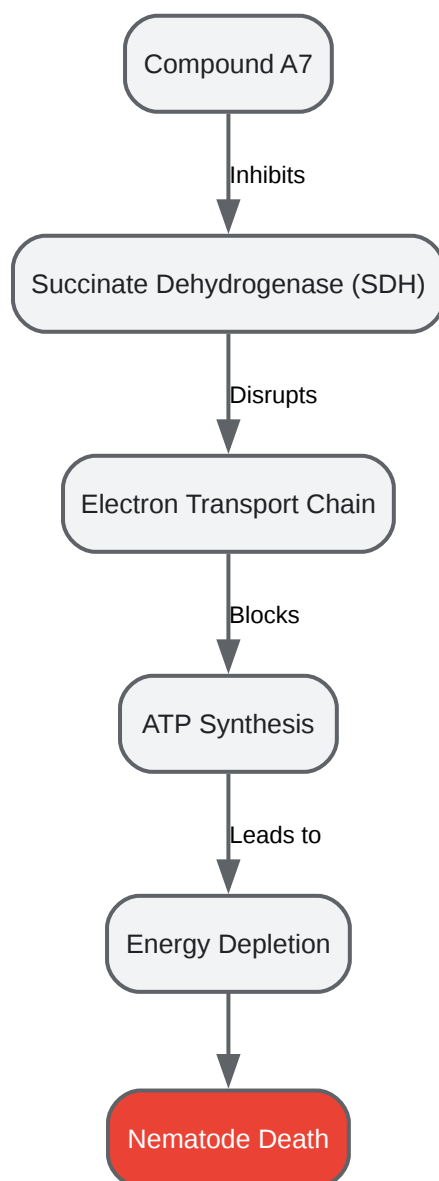 Compound A7
Inhibits
Succinate Dehydrogenase (SDH)
Disrupts
Electron Transport Chain
Blocks
ATP Synthesis
Leads to
Energy Depletion
Nematode Death